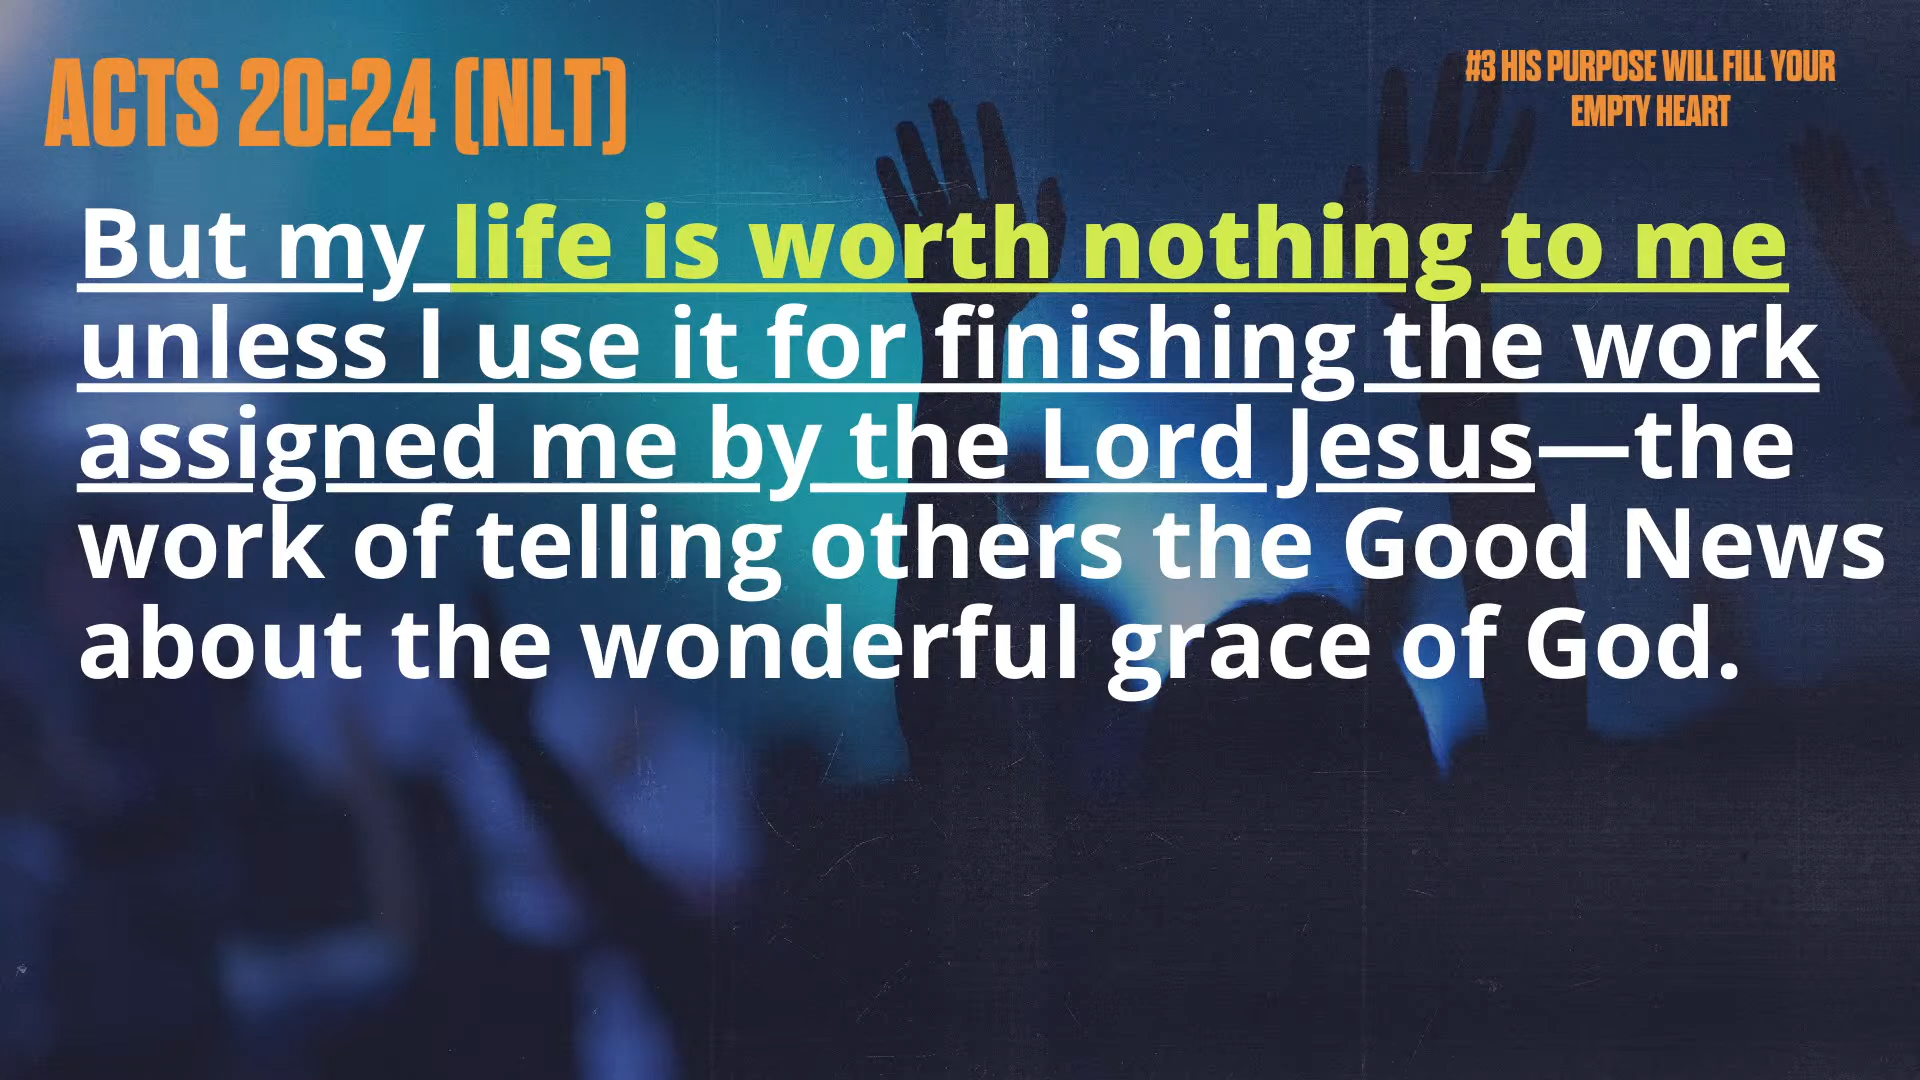 ACTS 20:24 (NLT)
#3 HIS PURPOSE WILL FILL YOUR
EMPTY HEART
But my life is worth nothing to me
unless I use it for finishing the work
assigned me by the Lord Jesus—the
work of telling others the Good News
about the wonderful grace of God.